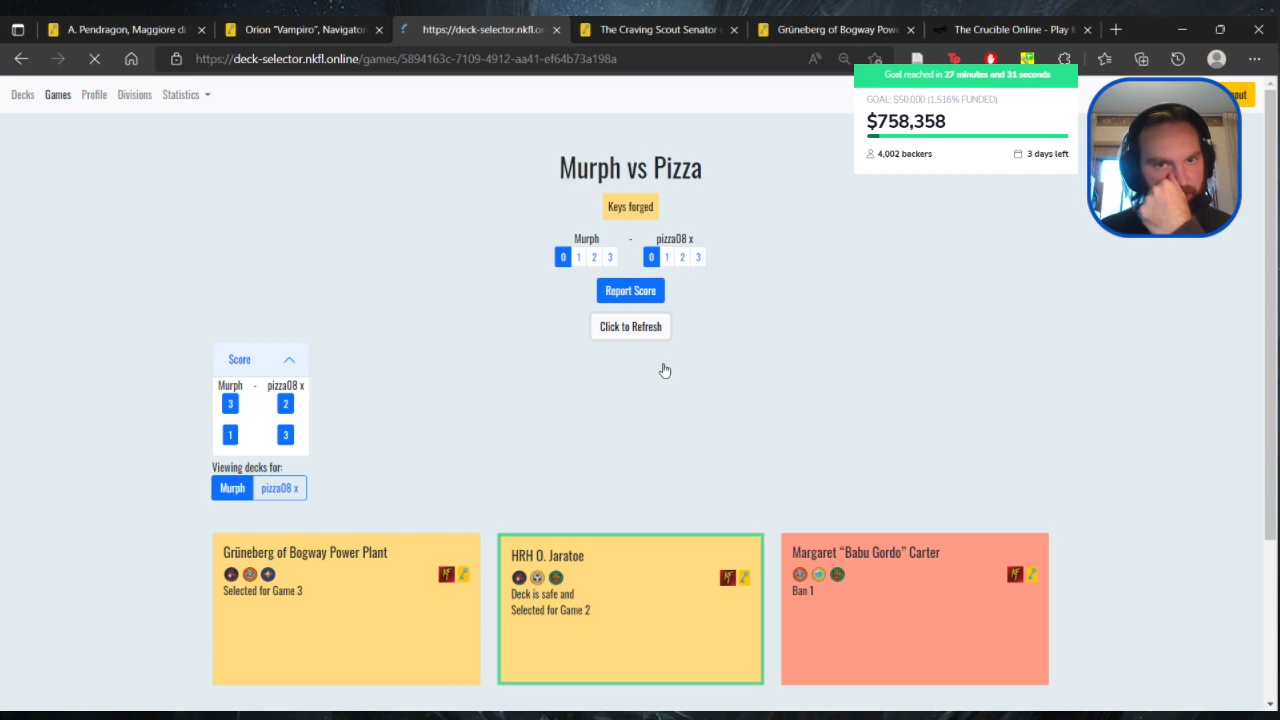 A. Pendragon, Maggiore di
Orion "Vampiro", Navigator
https://deck-selector.nkfl.on
The Craving Scout Senator
Grüneberg of Bogway Powe
The Crucible Online - Play K
https://deck-selector.nkfl.online/games/5894163c-7109-4912-aa41-ef64b73a198a
Goal reached in 27 minutes and 31 seconds
GOAL: $50,000 (1,516% FUNDED)
$758,358
4,002 backers
3 days left
Decks
Games
Profile
Divisions
Statistics
out
Murph vs Pizza
Keys forged
Murph - pizza08 x
0 1 2 3 0 1 2 3
Report Score
Click to Refresh
Score
Murph - pizza08 x
3 2
1 3
Viewing decks for:
Murph pizza08 x
Grüneberg of Bogway Power Plant
Selected for Game 3
HRH O. Jaratoe
Deck is safe and
Selected for Game 2
Margaret “Babu Gordo” Carter
Ban 1